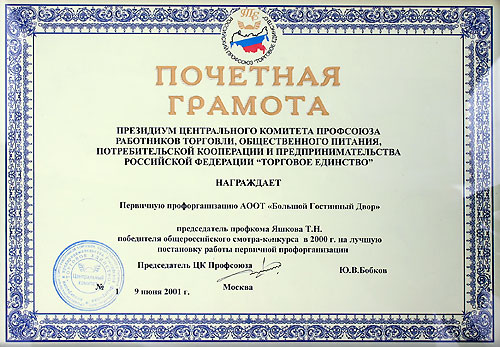 ПОЧЕТНАЯ
ГРАМОТА
ПРЕЗИДИУМ ЦЕНТРАЛЬНОГО КОМИТЕТА ПРОФСОЮЗА
РАБОТНИКОВ ТОРГОВЛИ, ОБЩЕСТВЕННОГО ПИТАНИЯ,
ПОТРЕБИТЕЛЬСКОЙ КООПЕРАЦИИ И ПРЕДПРИНИМАТЕЛЬСТВА
РОССИЙСКОЙ ФЕДЕРАЦИИ "ТОРГОВОЕ ЕДИНСТВО"
НАГРАЖДАЕТ
Первичную профорганизацию АООТ «Большой Гостинный Двор»
председатель профкома Яшкова Т.Н.
победителя общероссийского смотра-конкурса в 2000 г. на лучшую
постановку работы первичной профорганизации
Председатель ЦК Профсоюза Ю.В.Бобков
№ 1 9 июня 2001 г. Москва